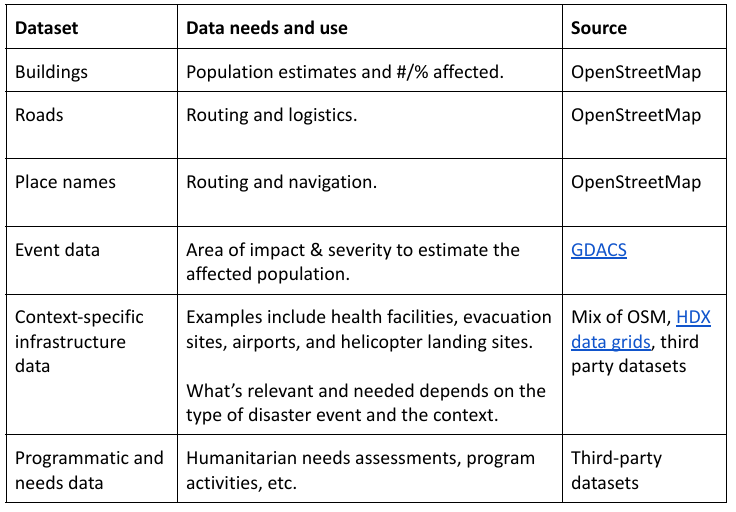 Dataset
Data needs and use
Source
Buildings
Population estimates and #/% affected.
OpenStreetMap
Roads
Routing and logistics.
OpenStreetMap
Place names
Routing and navigation.
OpenStreetMap
Event data
Area of impact & severity to estimate the
affected population.
GDACS
Context-specific
infrastructure
data
Examples include health facilities, evacuation
sites, airports, and helicopter landing sites.
What’s relevant and needed depends on the
type of disaster event and the context.
Mix of OSM, HDX
data grids, third
party datasets
Programmatic and
needs data
Humanitarian needs assessments, program
activities, etc.
Third-party
datasets